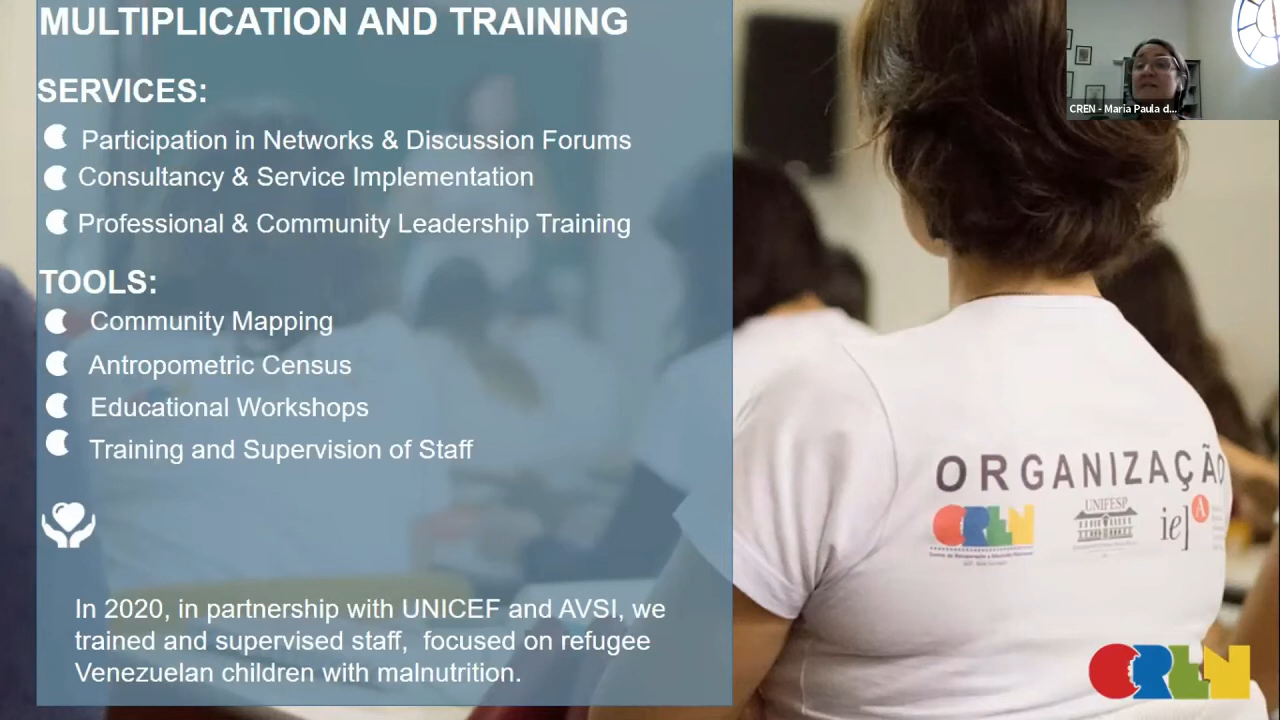 MULTIPLICATION AND TRAINING
SERVICES:
Participation in Networks & Discussion Forums
Consultancy & Service Implementation
Professional & Community Leadership Training
TOOLS:
Community Mapping
Antropometric Census
Educational Workshops
Training and Supervision of Staff
In 2020, in partnership with UNICEF and AVSI, we
trained and supervised staff, focused on refugee
Venezuelan children with malnutrition.
CREN - Maria Paula d...
ORGANIZAÇÃO
CREN
UNIFESP
ie]A
CREN